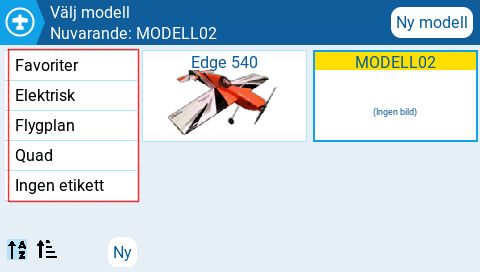 Välj modell
Nuvarande: MODELL02
Ny modell
Favoriter
Elektrisk
Flygplan
Quad
Ingen etikett
Edge 540
MODELL02
(Ingen bild)
A
Z
Ny